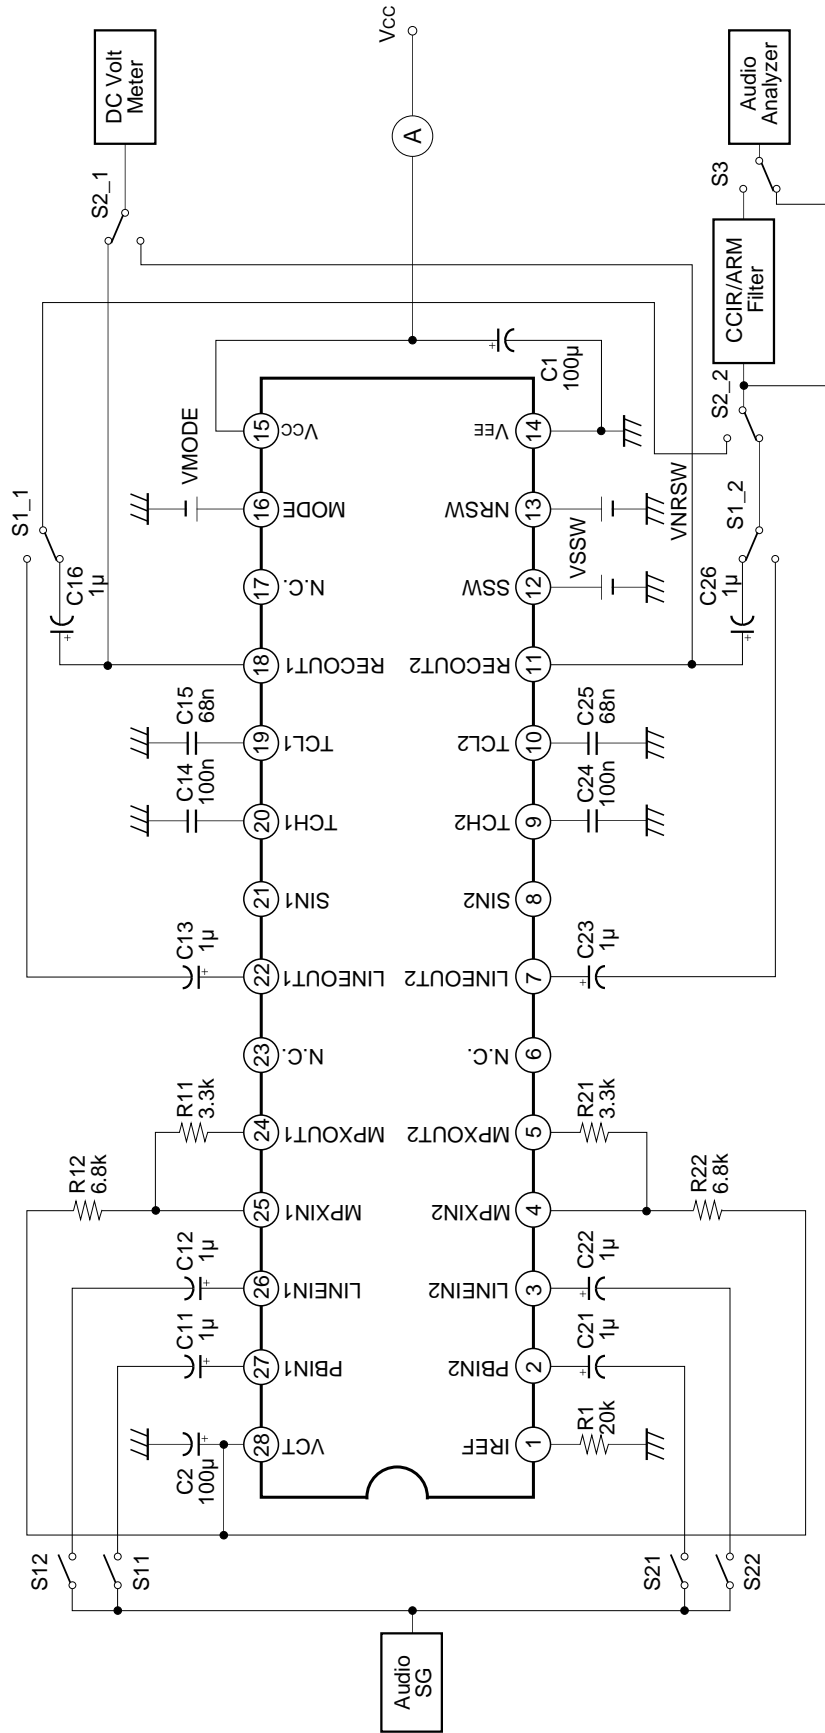 DC Volt
Meter
S2_1
VCC
A
Audio
Analyzer
S3
CCIR/ARM
Filter
S2_2
S1_1
C16
1µ
C15
68n
C14
100n
C13
1µ
R11
3.3k
R12
6.8k
C12
1µ
C11
1µ
C2
100µ
VMODE
+
C1
100µ
15
VCC
16
MODE
17
N.C.
18
RECOUT1
19
TCL1
20
TCH1
21
SIN1
22
LINEOUT1
23
N.C.
24
MPXOUT1
25
MPXIN1
26
LINEIN1
27
PBIN1
28
VCT
14
VEE
13
NRSW
12
SSW
11
RECOUT2
10
TCL2
9
TCH2
8
SIN2
7
LINEOUT2
6
N.C.
5
MPXOUT2
4
MPXIN2
3
LINEIN2
2
PBIN2
1
IREF
VNRSW
VSSW
S1_2
C26
1µ
C25
68n
C24
100n
C23
1µ
R21
3.3k
R22
6.8k
C22
1µ
C21
1µ
R1
20k
S12
S11
S21
S22
Audio
SG